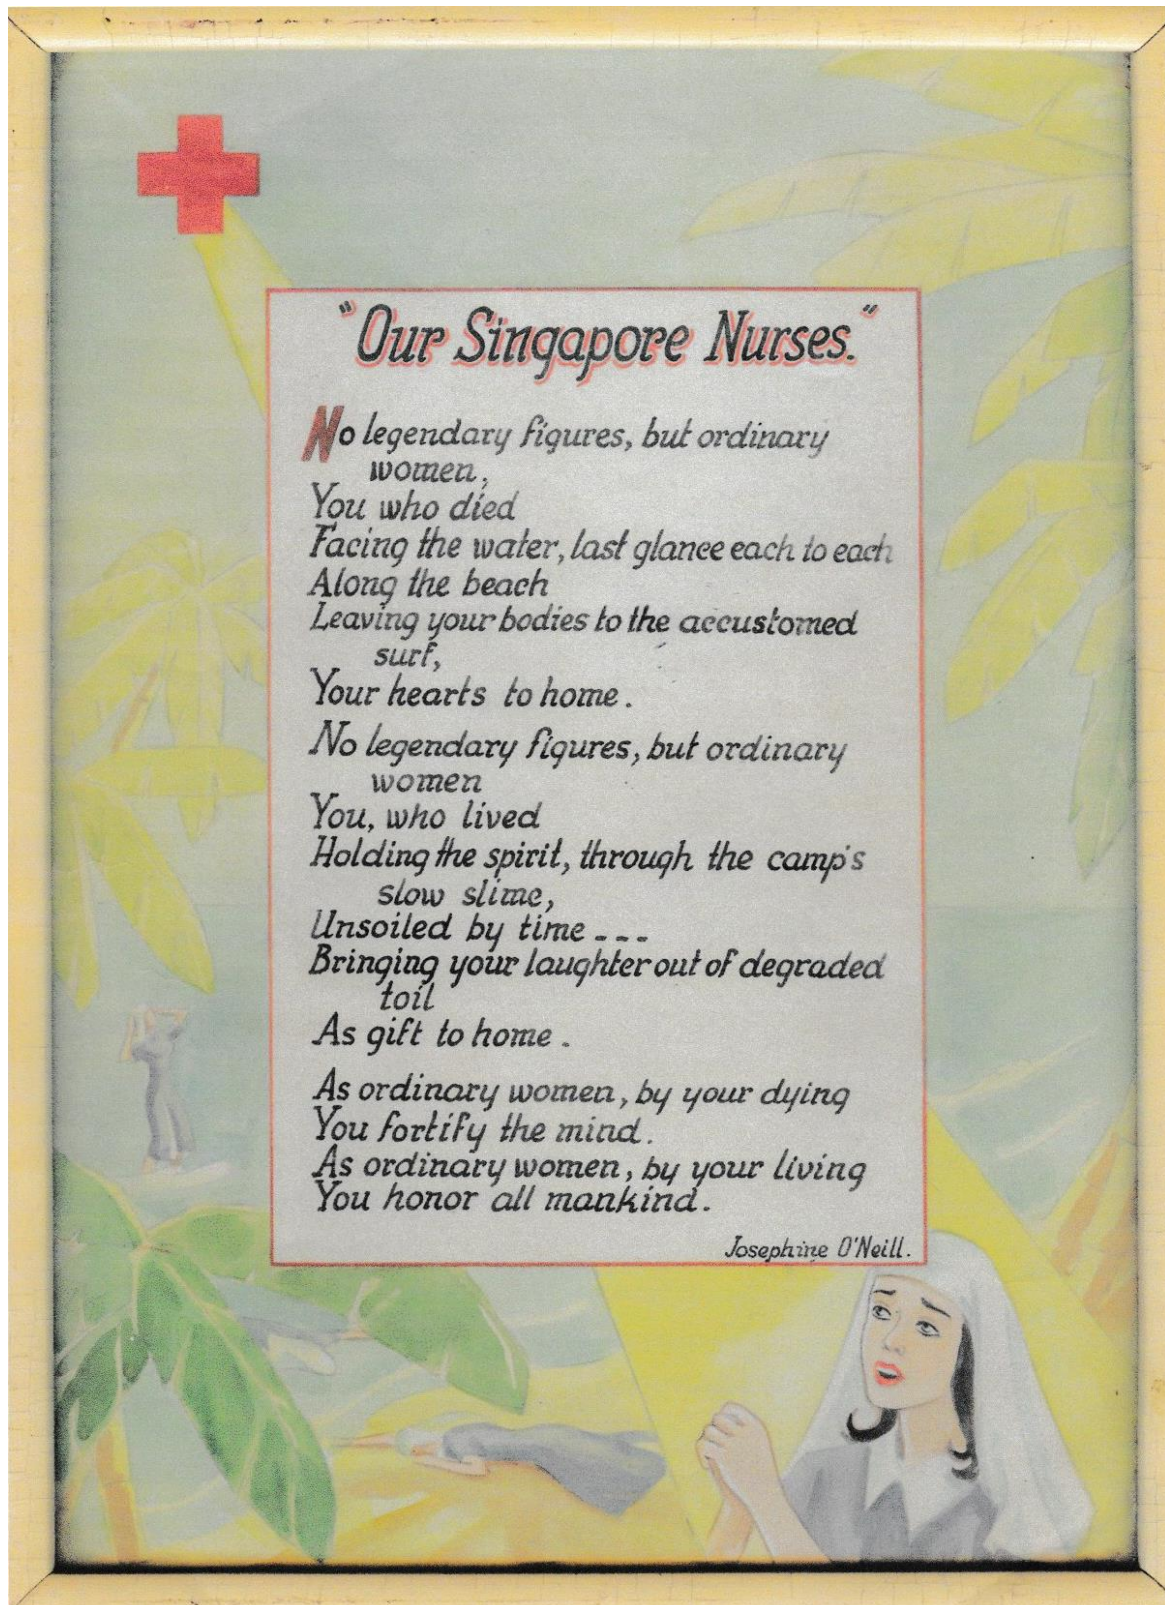 "Our Singapore Nurses."
No legendary figures, but ordinary
women,
You who died
Facing the water, last glance each to each
Along the beach
Leaving your bodies to the accustomed
surf,
Your hearts to home.
No legendary figures, but ordinary
women
You, who lived
Holding the spirit, through the camp's
slow slime,
Unsoiled by time ---
Bringing your laughter out of degraded
toil
As gift to home.
As ordinary women, by your dying
You fortify the mind.
As ordinary women, by your living
You honor all mankind.
Josephine O'Neill.